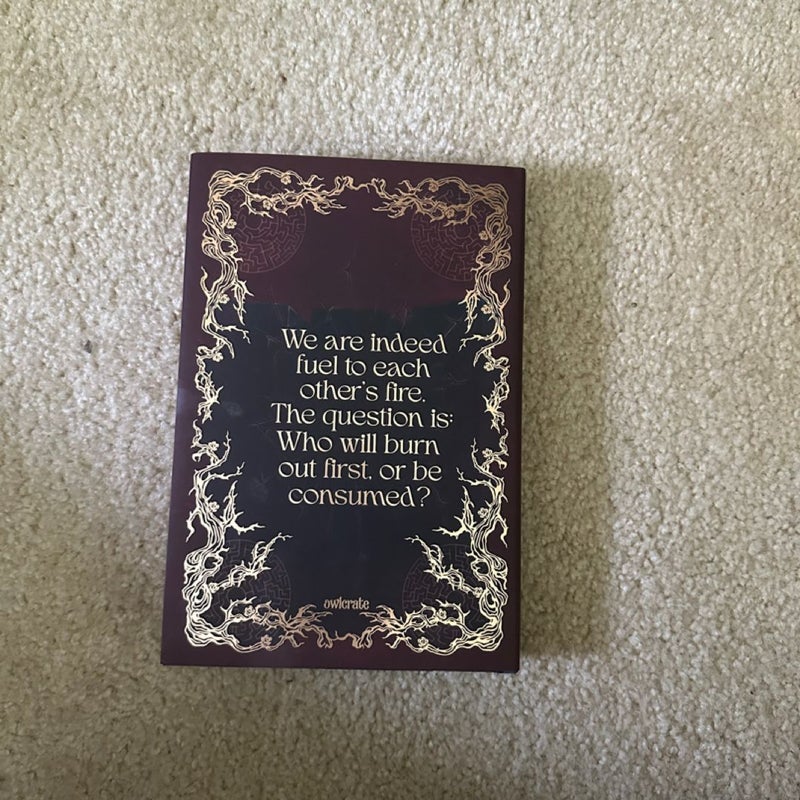 We are indeed
fuel to each
other's fire.
The question is:
Who will burn
out first, or be
consumed?
owlcrate